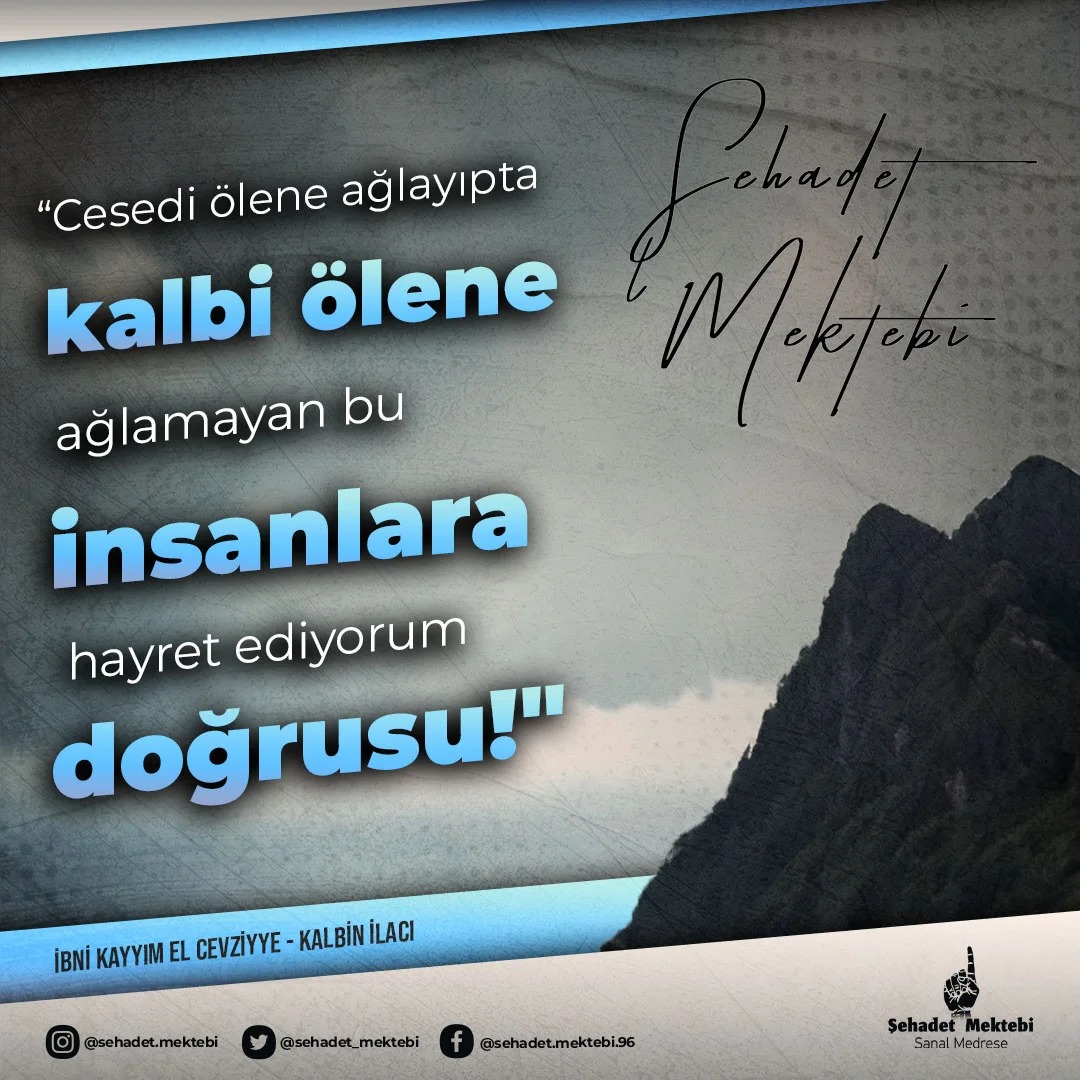 “Cesedi ölene ağlayıpta
kalbi ölene
ağlamayan bu
insanlara
hayret ediyorum
doğrusu!"
Şehadet
Mektebi
İBNİ KAYYIM EL CEVZİYYE - KALBİN İLACI
@sehadet.mektebi
@sehadet_mektebi
@sehadet.mektebi.96
Şehadet Mektebi
Sanal Medrese